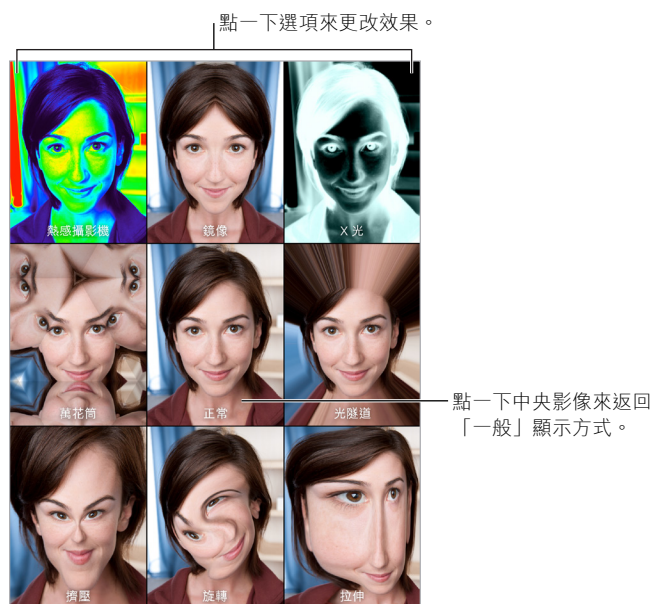 點一下選項來更改效果。
熱感攝影機
鏡像
X 光
萬花筒
正常
光隧道
點一下中央影像來返回
「一般」顯示方式。
擠壓
旋轉
拉伸